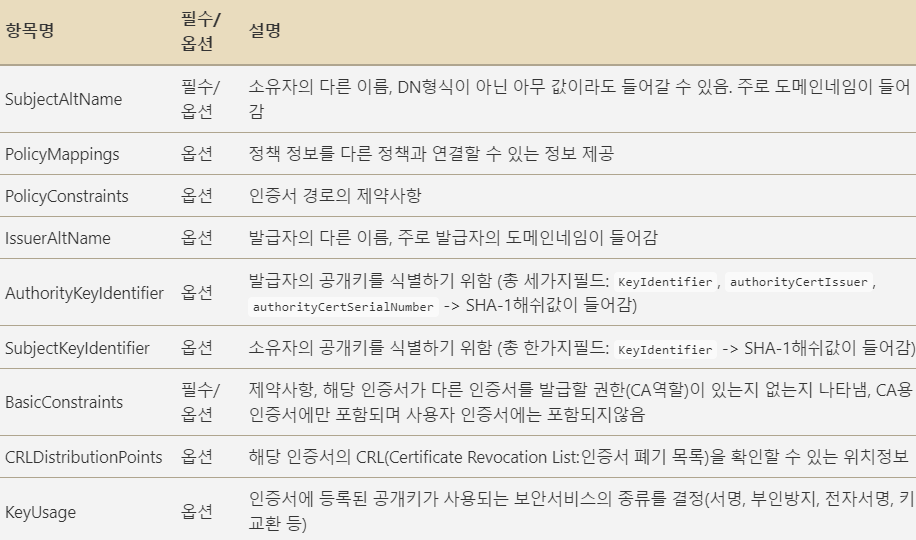 항목명 필수/옵션 설명
SubjectAltName 필수/옵션 소유자의 다른 이름, DN형식이 아닌 아무 값이라도 들어갈 수 있음. 주로 도메인네임이 들어감
PolicyMappings 옵션 정책 정보를 다른 정책과 연결할 수 있는 정보 제공
PolicyConstraints 옵션 인증서 경로의 제약사항
IssuerAltName 옵션 발급자의 다른 이름, 주로 발급자의 도메인네임이 들어감
AuthorityKeyIdentifier 옵션 발급자의 공개키를 식별하기 위함 (총 세가지필드: KeyIdentifier, authorityCertIssuer,
authorityCertSerialNumber -> SHA-1해쉬값이 들어감)
SubjectKeyIdentifier 옵션 소유자의 공개키를 식별하기 위함 (총 한가지필드: KeyIdentifier -> SHA-1해쉬값이 들어감)
BasicConstraints 필수/옵션 제약사항, 해당 인증서가 다른 인증서를 발급할 권한(CA역할)이 있는지 없는지 나타냄, CA용
인증서에만 포함되며 사용자 인증서에는 포함되지않음
CRLDistributionPoints 옵션 해당 인증서의 CRL(Certificate Revocation List:인증서 폐기 목록)을 확인할 수 있는 위치정보
KeyUsage 옵션 인증서에 등록된 공개키가 사용되는 보안서비스의 종류를 결정(서명, 부인방지, 전자서명, 키
교환 등)